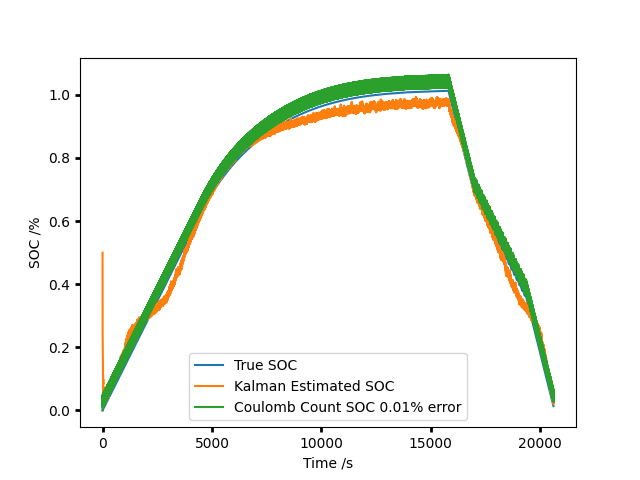 SOC /%
1.0
0.8
0.6
0.4
0.2
0.0
True SOC
Kalman Estimated SOC
Coulomb Count SOC 0.01% error
0 5000 10000 15000 20000
Time /s